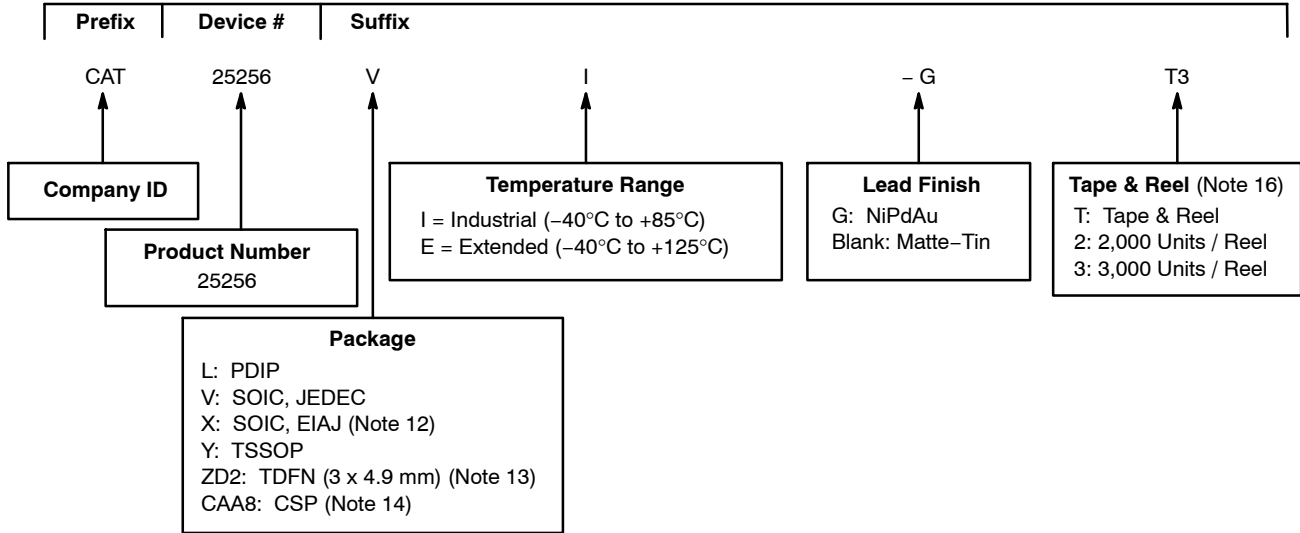 Prefix Device # Suffix
CAT 25256 V I – G T3
Company ID
Product Number
25256
Package
L: PDIP
V: SOIC, JEDEC
X: SOIC, EIAJ (Note 12)
Y: TSSOP
ZD2: TDFN (3 x 4.9 mm) (Note 13)
CAA8: CSP (Note 14)
Temperature Range
I = Industrial (−40°C to +85°C)
E = Extended (−40°C to +125°C)
Lead Finish
G: NiPdAu
Blank: Matte−Tin
Tape & Reel (Note 16)
T: Tape & Reel
2: 2,000 Units / Reel
3: 3,000 Units / Reel